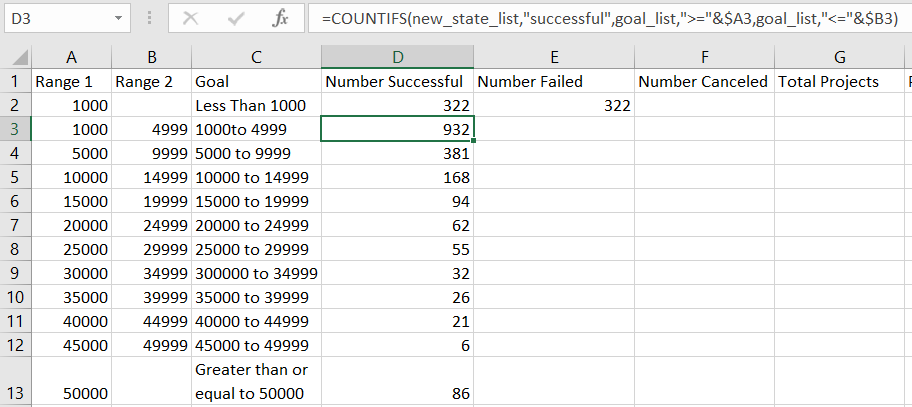 D3 fx =COUNTIFS(new_state_list,"successful",goal_list,">="&$A3,goal_list,"<="&$B3)
A B C D E F G
1 Range 1 Range 2 Goal Number Successful Number Failed Number Canceled Total Projects
2 1000 Less Than 1000 322 322
3 1000 4999 1000to 4999 932
4 5000 9999 5000 to 9999 381
5 10000 14999 10000 to 14999 168
6 15000 19999 15000 to 19999 94
7 20000 24999 20000 to 24999 62
8 25000 29999 25000 to 29999 55
9 30000 34999 300000 to 34999 32
10 35000 39999 35000 to 39999 26
11 40000 44999 40000 to 44999 21
12 45000 49999 45000 to 49999 6
Greater than or
13 50000 equal to 50000 86